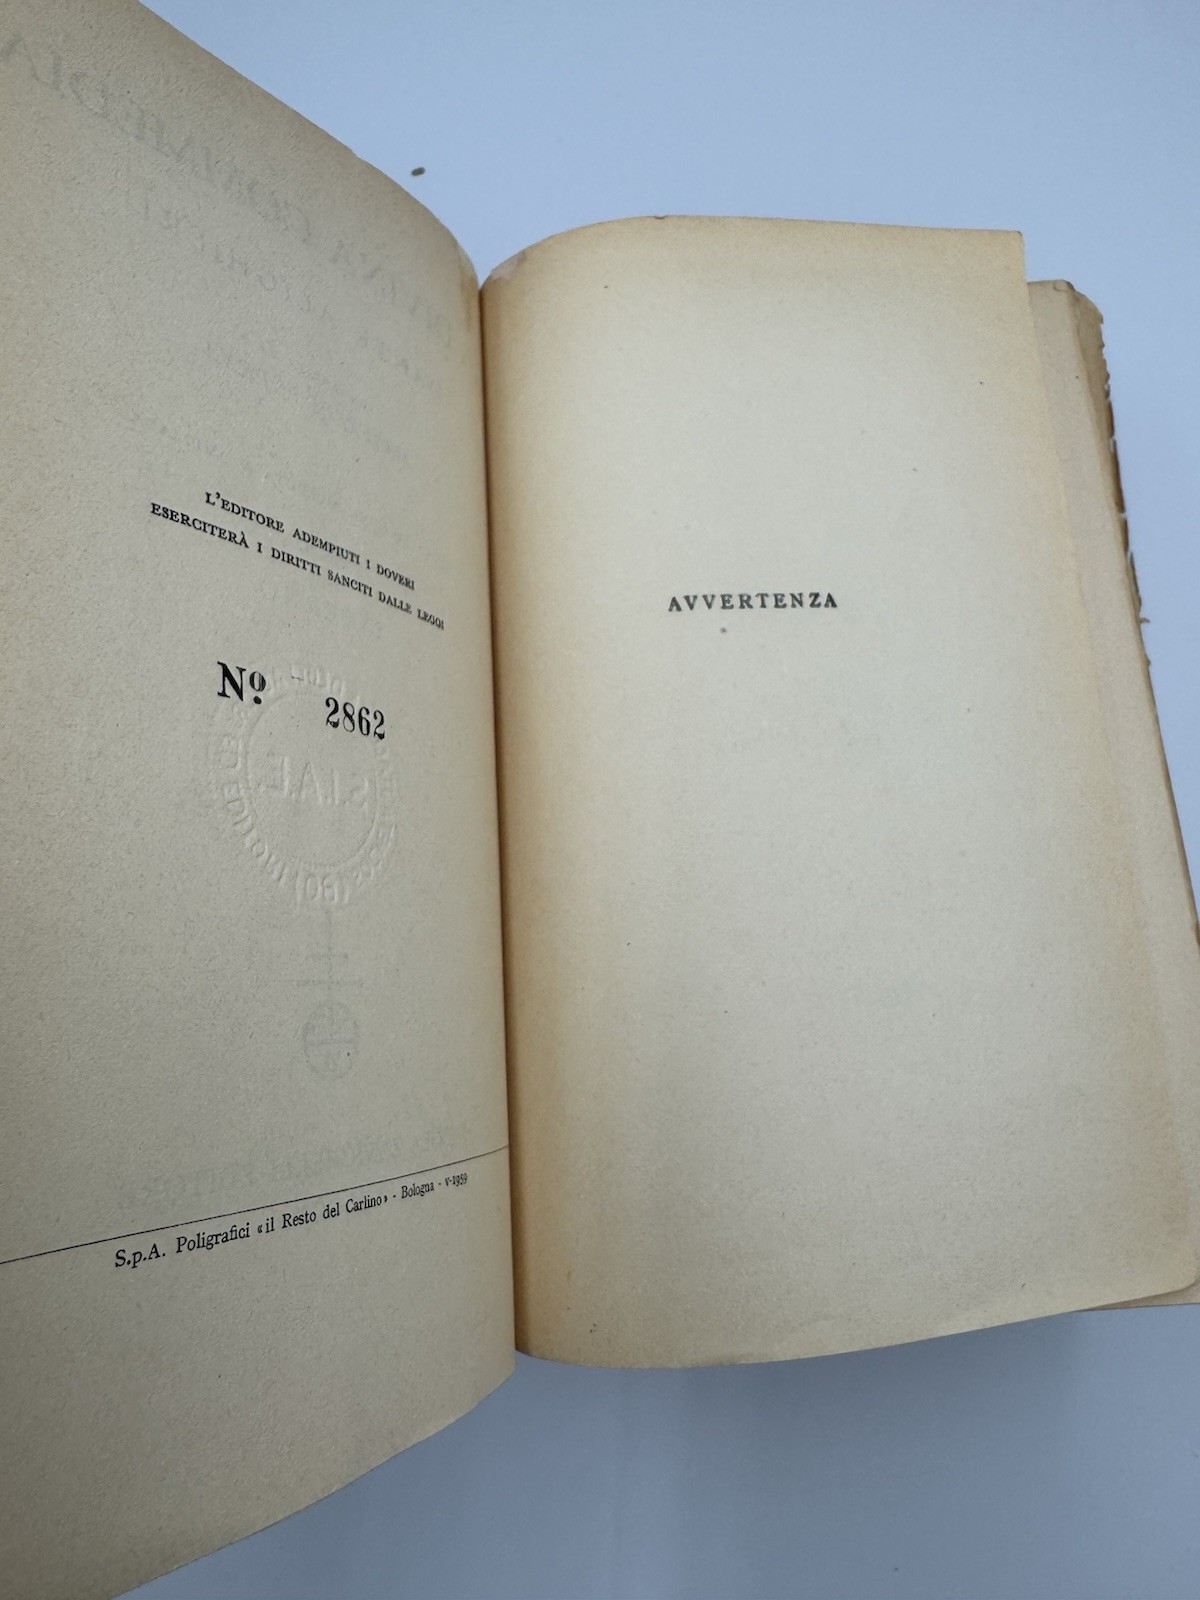 L'EDITORE ADEMPIUTI I DOVERI
ESERCITERÀ I DIRITTI SANCITI DALLE LEGGI
Nº 2862
S.I.A.E.
S.p.A. Poligrafici «il Resto del Carlino» - Bologna - V-1959
AVVERTENZA